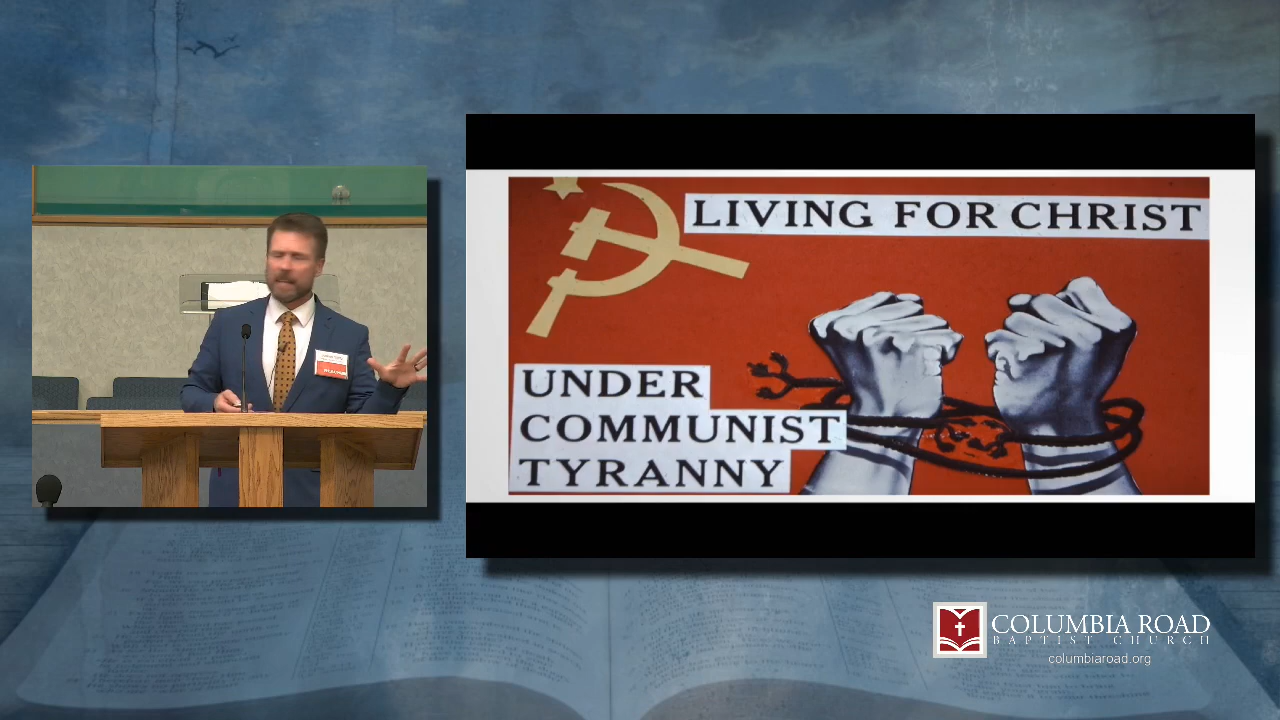 LIVING FOR CHRIST
UNDER
COMMUNIST
TYRANNY
COLUMBIA ROAD
BAPTIST CHURCH
columbiaroad.org